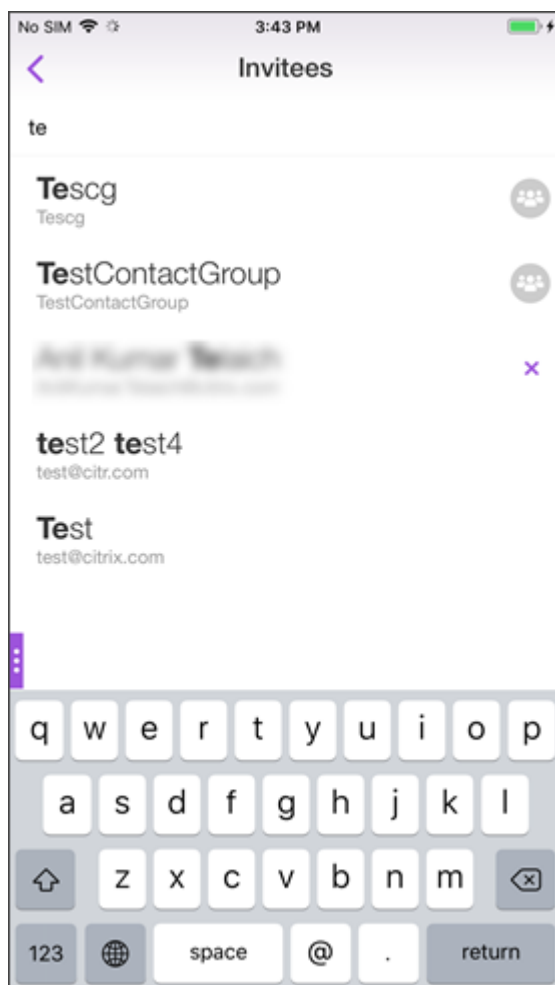 No SIM 3:43 PM
Invitees
te
Tescg
Tescg
TestContactGroup
TestContactGroup
test2 test4
test@citr.com
Test
test@citrix.com
q w e r t y u i o p
a s d f g h j k l
z x c v b n m
123 space @ . return